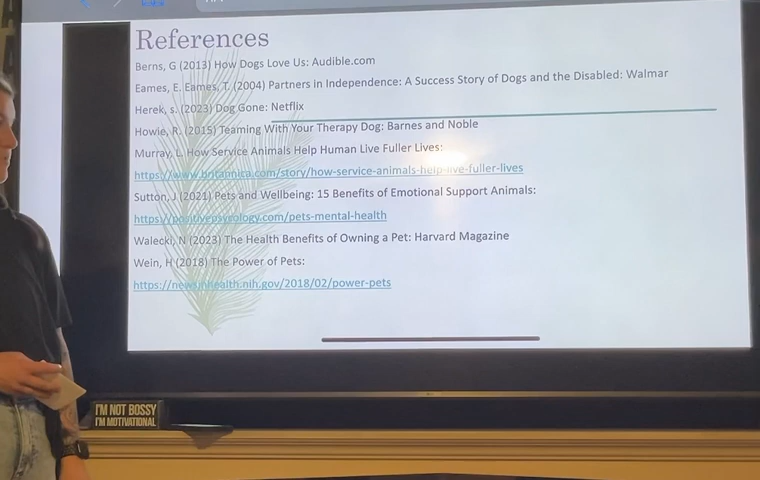 References
Berns, G (2013) How Dogs Love Us: Audible.com
Eames, E. Eames, T. (2004) Partners in Independence: A Success Story of Dogs and the Disabled: Walmar
Herek, s. (2023) Dog Gone: Netflix
Howie, R. (2015) Teaming With Your Therapy Dog: Barnes and Noble
Murray, L. How Service Animals Help Human Live Fuller Lives:
https://www.britannica.com/story/how-service-animals-help-live-fuller-lives
Sutton, J (2021) Pets and Wellbeing: 15 Benefits of Emotional Support Animals:
https://positivepsyrology.com/pets-mental-health
Walecki, N (2023) The Health Benefits of Owning a Pet: Harvard Magazine
Wein, H (2018) The Power of Pets:
https://newsinhealth.nih.gov/2018/02/power-pets
I'M NOT BOSSY
I'M MOTIVATIONAL